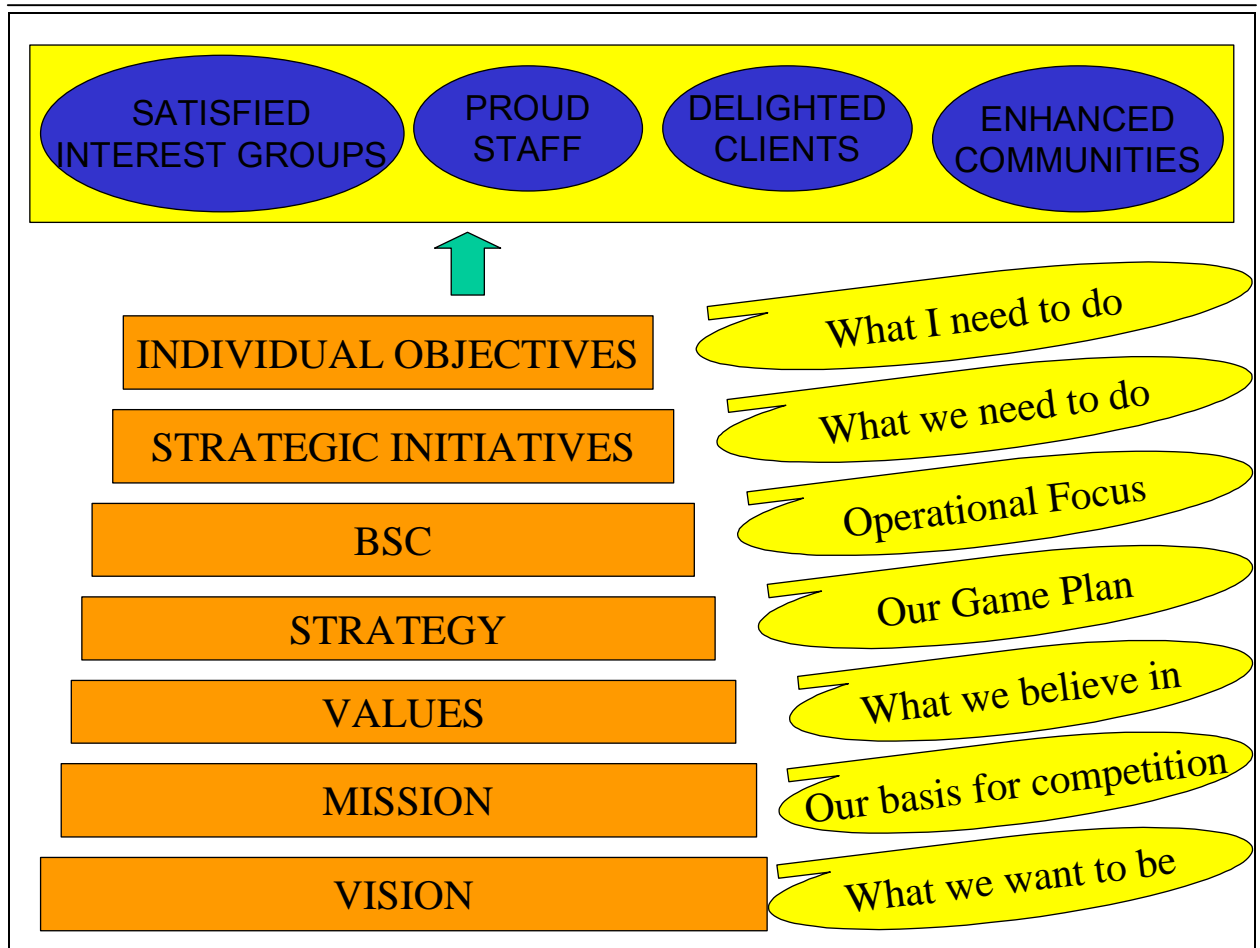 SATISFIED
INTEREST GROUPS
PROUD
STAFF
DELIGHTED
CLIENTS
ENHANCED
COMMUNITIES
INDIVIDUAL OBJECTIVES
What I need to do
STRATEGIC INITIATIVES
What we need to do
BSC
Operational Focus
STRATEGY
Our Game Plan
VALUES
What we believe in
MISSION
Our basis for competition
VISION
What we want to be